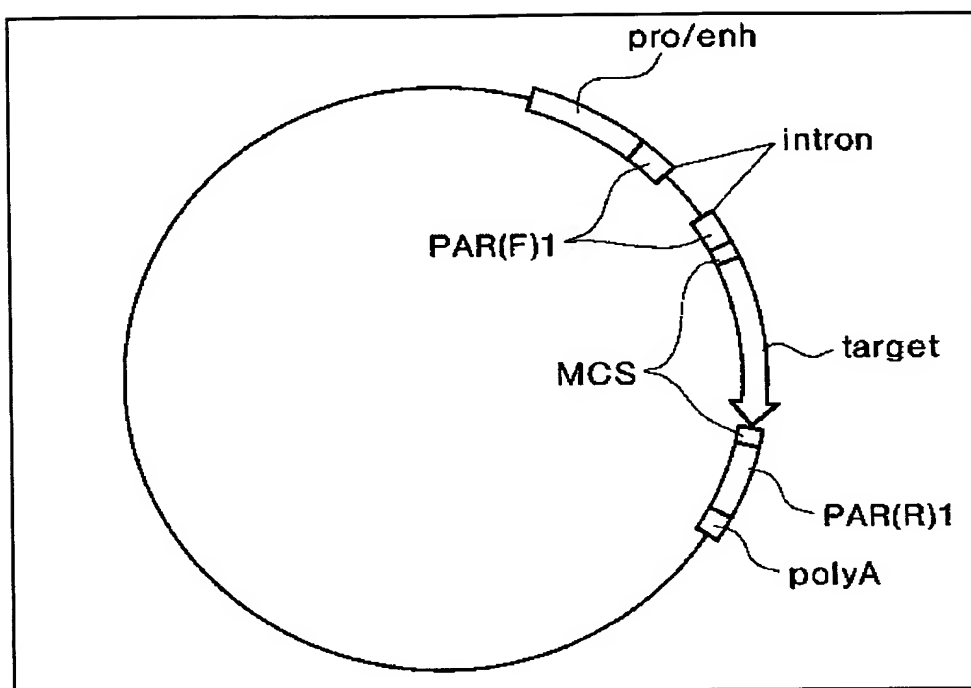 pro/enh
intron
PAR(F)1
target
MCS
PAR(R)1
polyA